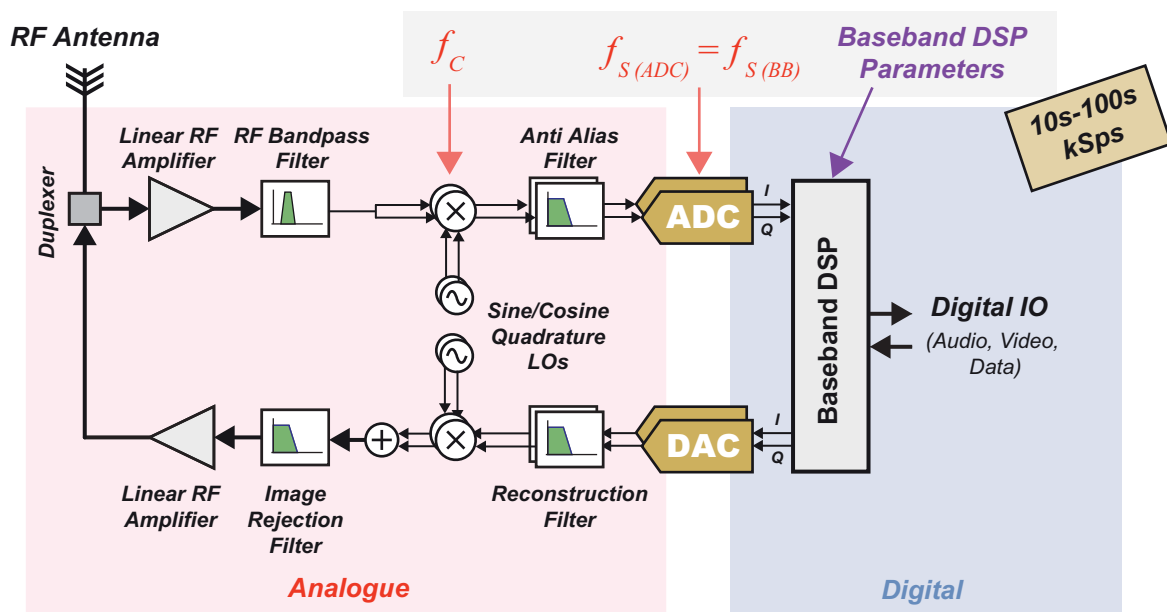 RF Antenna
f_C
f_{S (ADC)} = f_{S (BB)}
Baseband DSP
Parameters
10s-100s
kSps
Linear RF
Amplifier
RF Bandpass
Filter
Anti Alias
Filter
Duplexer
ADC
I
Q
Baseband DSP
Sine/Cosine
Quadrature
LOs
Digital IO
(Audio, Video,
Data)
DAC
I
Q
Linear RF
Amplifier
Image
Rejection
Filter
Reconstruction
Filter
Analogue
Digital